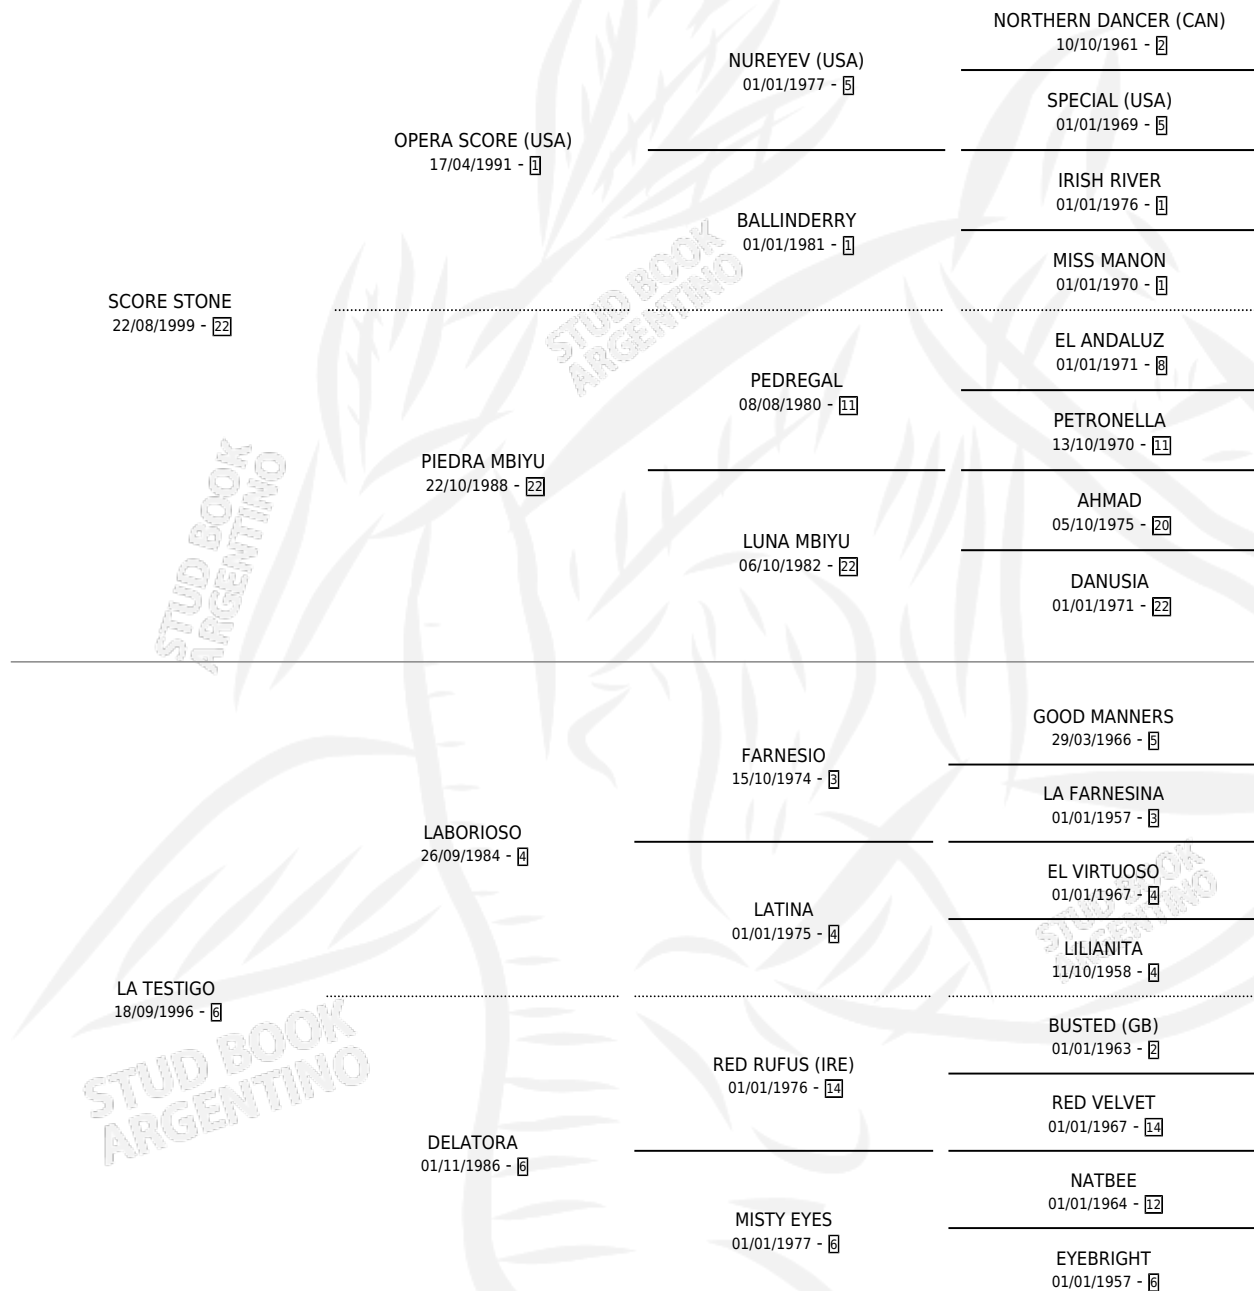 NORTHERN DANCER (CAN)
10/10/1961 - 2
NUREYEV (USA)
01/01/1977 - 5
SPECIAL (USA)
01/01/1969 - 5
OPERA SCORE (USA)
17/04/1991 - 1
IRISH RIVER
01/01/1976 - 1
BALLINDERRY
01/01/1981 - 1
MISS MANON
01/01/1970 - 1
SCORE STONE
22/08/1999 - 22
EL ANDALUZ
01/01/1971 - 8
PEDREGAL
08/08/1980 - 11
PETRONELLA
13/10/1970 - 11
PIEDRA MBIYU
22/10/1988 - 22
AHMAD
05/10/1975 - 20
LUNA MBIYU
06/10/1982 - 22
DANUSIA
01/01/1971 - 22
STUD BOOK
ARGENTINO
STUD BOOK
ARGENTINO
GOOD MANNERS
29/03/1966 - 5
FARNESIO
15/10/1974 - 3
LA FARNESINA
01/01/1957 - 3
LABORIOSO
26/09/1984 - 4
EL VIRTUOSO
01/01/1967 - 4
LATINA
01/01/1975 - 4
LILIANITA
11/10/1958 - 4
STUD BOOK
ARGENTINO
LA TESTIGO
18/09/1996 - 6
BUSTED (GB)
01/01/1963 - 2
RED RUFUS (IRE)
01/01/1976 - 14
RED VELVET
01/01/1967 - 14
DELATORA
01/11/1986 - 6
NATBEE
01/01/1964 - 12
MISTY EYES
01/01/1977 - 6
EYEBRIGHT
01/01/1957 - 6
STUD BOOK
ARGENTINO